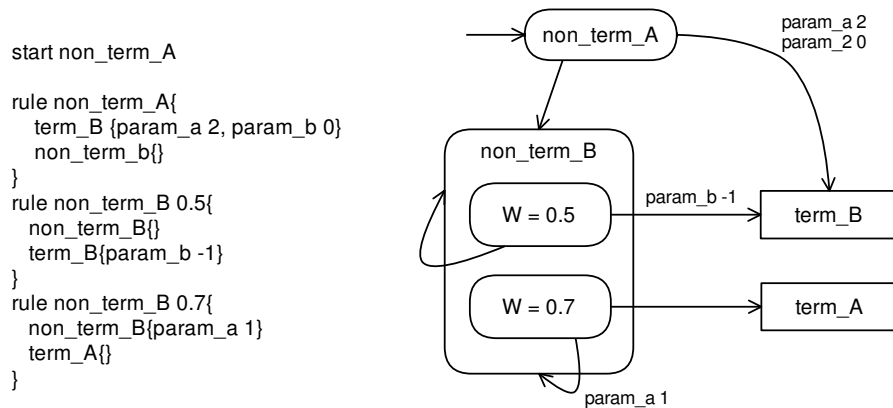 start non_term_A
rule non_term_A{
term_B {param_a 2, param_b 0}
non_term_b{}
}
rule non_term_B 0.5{
non_term_B{}
term_B{param_b -1}
}
rule non_term_B 0.7{
non_term_B{param_a 1}
term_A{}
}
non_term_A
param_a 2
param_2 0
non_term_B
W = 0.5
param_b -1
term_B
W = 0.7
term_A
param_a 1